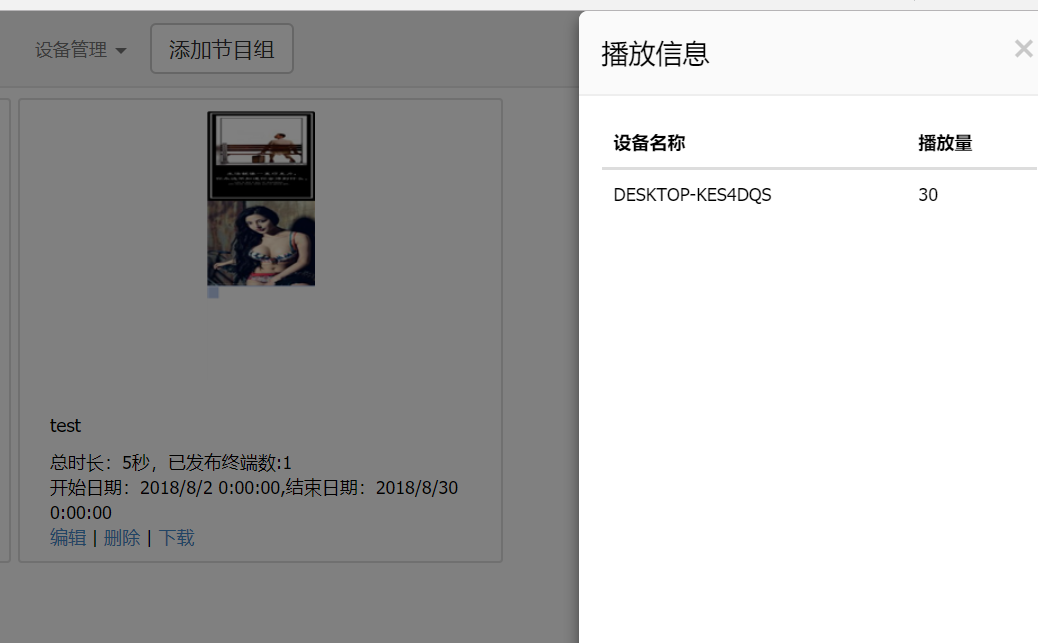 设备管理
添加节目组
test
总时长：5秒，已发布终端数:1
开始日期：2018/8/2 0:00:00,结束日期：2018/8/30
0:00:00
编辑 | 删除 | 下载
播放信息
×
设备名称 播放量
DESKTOP-KES4DQS 30